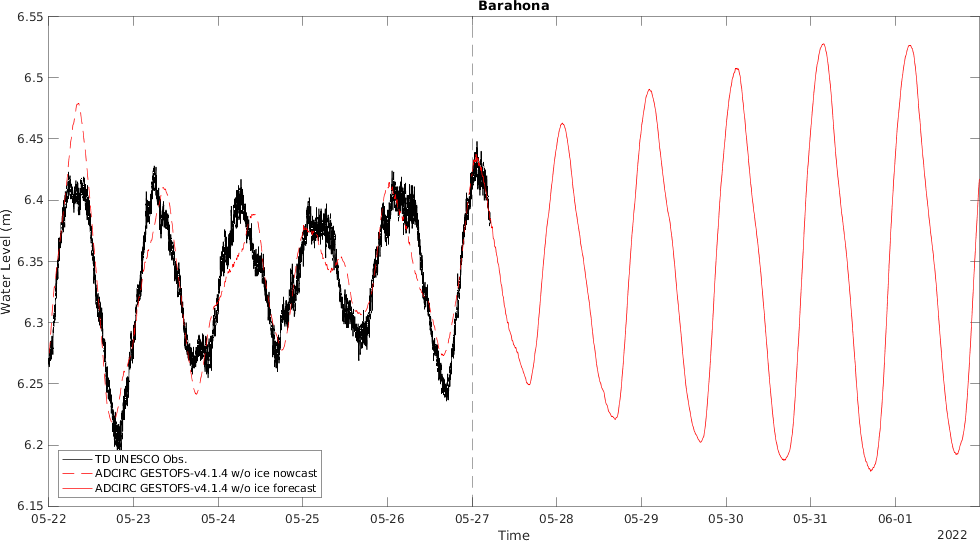 Barahona
6.55
6.5
6.45
6.4
6.35
6.3
6.25
6.2
6.15
Water Level (m)
TD UNESCO Obs.
ADCIRC GESTOFS-v4.1.4 w/o ice nowcast
ADCIRC GESTOFS-v4.1.4 w/o ice forecast
05-22 05-23 05-24 05-25 05-26 05-27 05-28 05-29 05-30 05-31 06-01
Time
2022